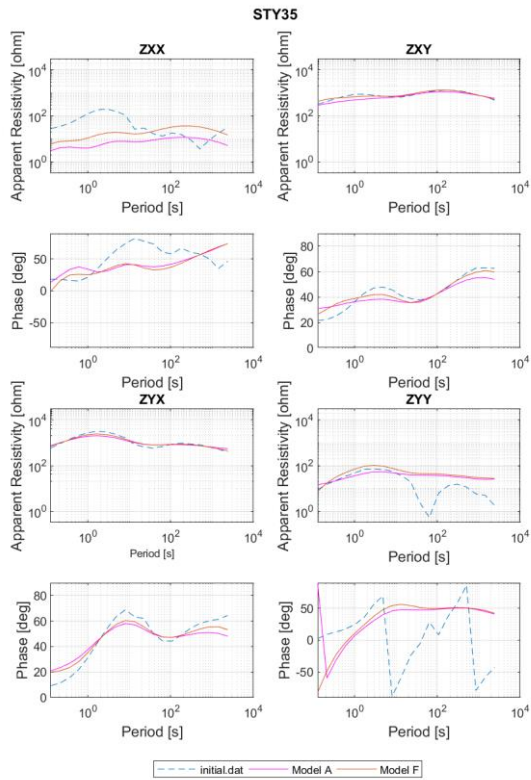 STY35
ZXX
ZXY
Apparent Resistivity [ohm]
10^4
10^2
10^0
10^0 10^2 10^4
Period [s]
Apparent Resistivity [ohm]
10^4
10^2
10^0
10^0 10^2 10^4
Period [s]
Phase [deg]
50
0
-50
10^0 10^2 10^4
Period [s]
Phase [deg]
80
60
40
20
0
10^0 10^2 10^4
Period [s]
ZYX
ZYY
Apparent Resistivity [ohm]
10^4
10^2
10^0
10^0 10^2 10^4
Period [s]
Apparent Resistivity [ohm]
10^4
10^2
10^0
10^0 10^2 10^4
Period [s]
Phase [deg]
80
60
40
20
0
10^0 10^2 10^4
Period [s]
Phase [deg]
50
0
-50
10^0 10^2 10^4
Period [s]
initial.dat Model A Model F